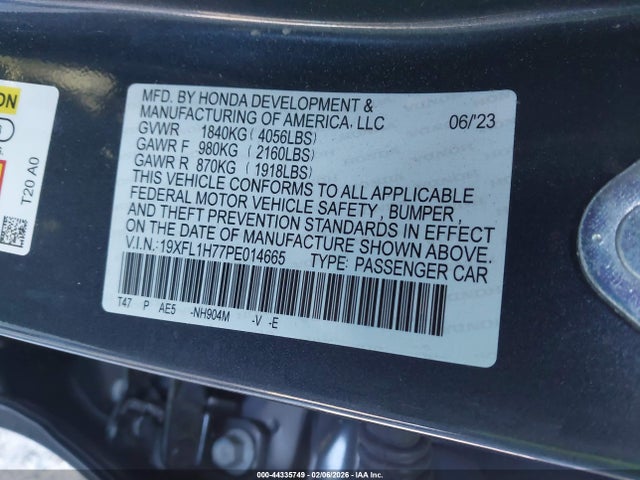 MFD. BY HONDA DEVELOPMENT &
MANUFACTURING OF AMERICA, LLC 06/'23
GVWR 1840KG ( 4056LBS)
GAWR F 980KG ( 2160LBS)
GAWR R 870KG ( 1918LBS)
THIS VEHICLE CONFORMS TO ALL APPLICABLE
FEDERAL MOTOR VEHICLE SAFETY, BUMPER,
AND THEFT PREVENTION STANDARDS IN EFFECT
ON THE DATE OF MANUFACTURE SHOWN ABOVE.
V.I.N.: 19XFL1H77PE014665 TYPE: PASSENGER CAR
T47 P AE5 -NH904M -V -E
T20 A0
000-44335749 - 02/06/2026 - IAA Inc.